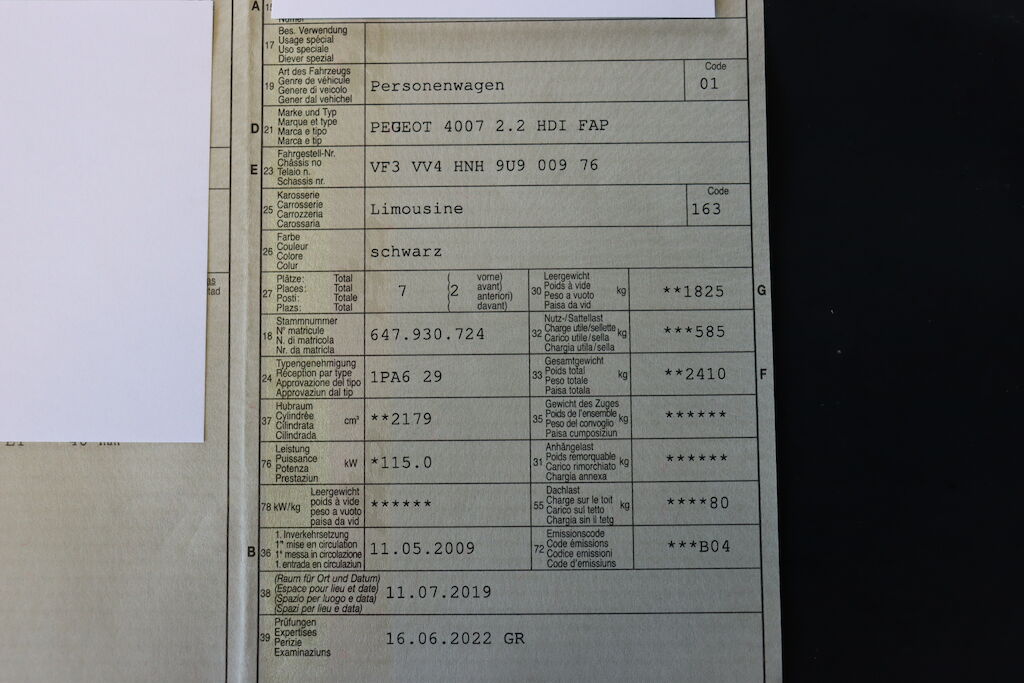 A
17 Bes. Verwendung
Usage spécial
Uso speciale
Diever spezial
19 Art des Fahrzeugs
Genre de véhicule
Genere di veicolo
Gener dal vehichel
Personenwagen
Code
01
D 21 Marke und Typ
Marque et type
Marca e tipo
Marca e tip
PEGEOT 4007 2.2 HDI FAP
E 23 Fahrgestell-Nr.
Châssis no
Telaio n.
Schassis nr.
VF3 VV4 HNH 9U9 009 76
25 Karosserie
Carrosserie
Carrozzeria
Carossaria
Limousine
Code
163
26 Farbe
Couleur
Colore
Colur
schwarz
27 Plätze: Total
Places: Total
Posti: Totale
Plazs: Total
7 (2 vorne)
avant)
anteriori)
davant)
30 Leergewicht
Poids à vide
Peso a vuoto
Paisa da vid
kg **1825 G
18 Stammnummer
N° matricule
N. di matricola
Nr. da matricla
647.930.724
32 Nutz-/Sattellast
Charge utile/sellette
Carico utile/sella
Chargia utila/sella
kg ***585
24 Typengenehmigung
Réception par type
Approvazione del tipo
Approvaziun dal tip
1PA6 29
33 Gesamtgewicht
Poids total
Peso totale
Paisa totala
kg **2410 F
37 Hubraum
Cylindrée
Cilindrata
Cilindrada
cm³ **2179
35 Gewicht des Zuges
Poids de l'ensemble
Peso del convoglio
Paisa cumposiziun
kg ******
76 Leistung
Puissance
Potenza
Prestaziun
kW *115.0
31 Anhängelast
Poids remorquable
Carico rimorchiato
Chargia annexa
kg ******
78 kW/kg Leergewicht
poids à vide
peso a vuoto
paisa da vid
******
55 Dachlast
Charge sur le toit
Carico sul tetto
Chargia sin il tetg
kg ****80
B 36 1. Inverkehrsetzung
1re mise en circulation
1a messa in circolazione
1. entrada en circulaziun
11.05.2009
72 Emissionscode
Code émissions
Codice emissioni
Code d'emissiuns
***B04
38 (Raum für Ort und Datum)
(Espace pour lieu et date)
(Spazio per luogo e data)
(Spazi per lieu e data)
11.07.2019
39 Prüfungen
Expertises
Perizie
Examinaziuns
16.06.2022 GR